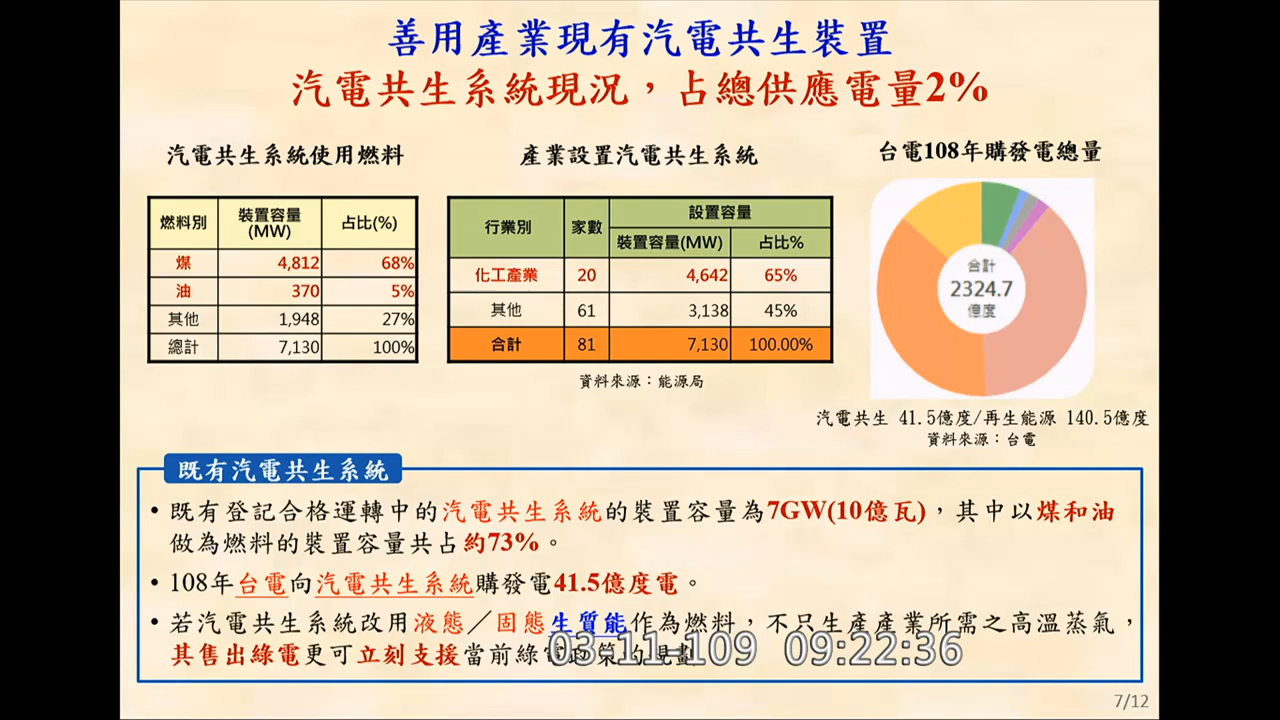 善用產業現有汽電共生裝置
汽電共生系統現況，占總供應電量2%
汽電共生系統使用燃料
燃料別 裝置容量(MW) 占比(%)
煤 4,812 68%
油 370 5%
其他 1,948 27%
總計 7,130 100%
產業設置汽電共生系統
行業別 家數 設置容量
裝置容量(MW) 占比%
化工產業 20 4,642 65%
其他 61 3,138 45%
合計 81 7,130 100.00%
資料來源：能源局
台電108年購發電總量
合計
2324.7
億度
汽電共生 41.5億度/再生能源 140.5億度
資料來源：台電
既有汽電共生系統
• 既有登記合格運轉中的汽電共生系統的裝置容量為7GW(10億瓦)，其中以煤和油
做為燃料的裝置容量共占約73%。
• 108年台電向汽電共生系統購發電41.5億度電。
• 若汽電共生系統改用液態／固態生質能作為燃料，不只生產產業所需之高溫蒸氣，
其售出綠電更可立刻支援當前綠電政策的規劃
03-11-109 09:22:36
7/12